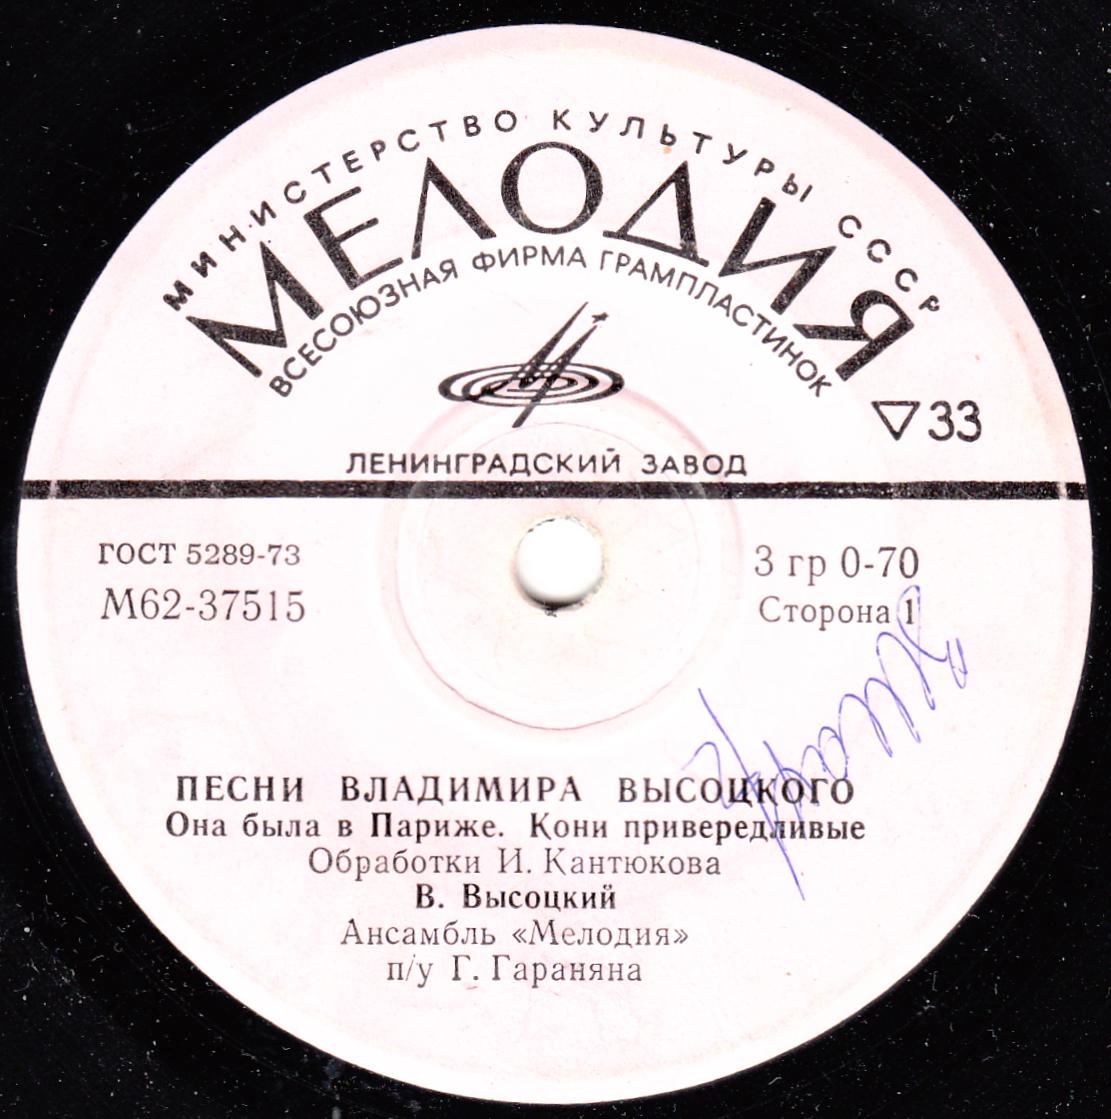 МИНИСТЕРСТВО КУЛЬТУРЫ СССР
МЕЛОДИЯ
ВСЕСОЮЗНАЯ ФИРМА ГРАМПЛАСТИНОК
33
ЛЕНИНГРАДСКИЙ ЗАВОД
ГОСТ 5289-73
М62-37515
3 гр 0-70
Сторона 1
ПЕСНИ ВЛАДИМИРА ВЫСОЦКОГО
Она была в Париже. Кони привередливые
Обработки И. Кантюкова
В. Высоцкий
Ансамбль «Мелодия»
п/у Г. Гараняна